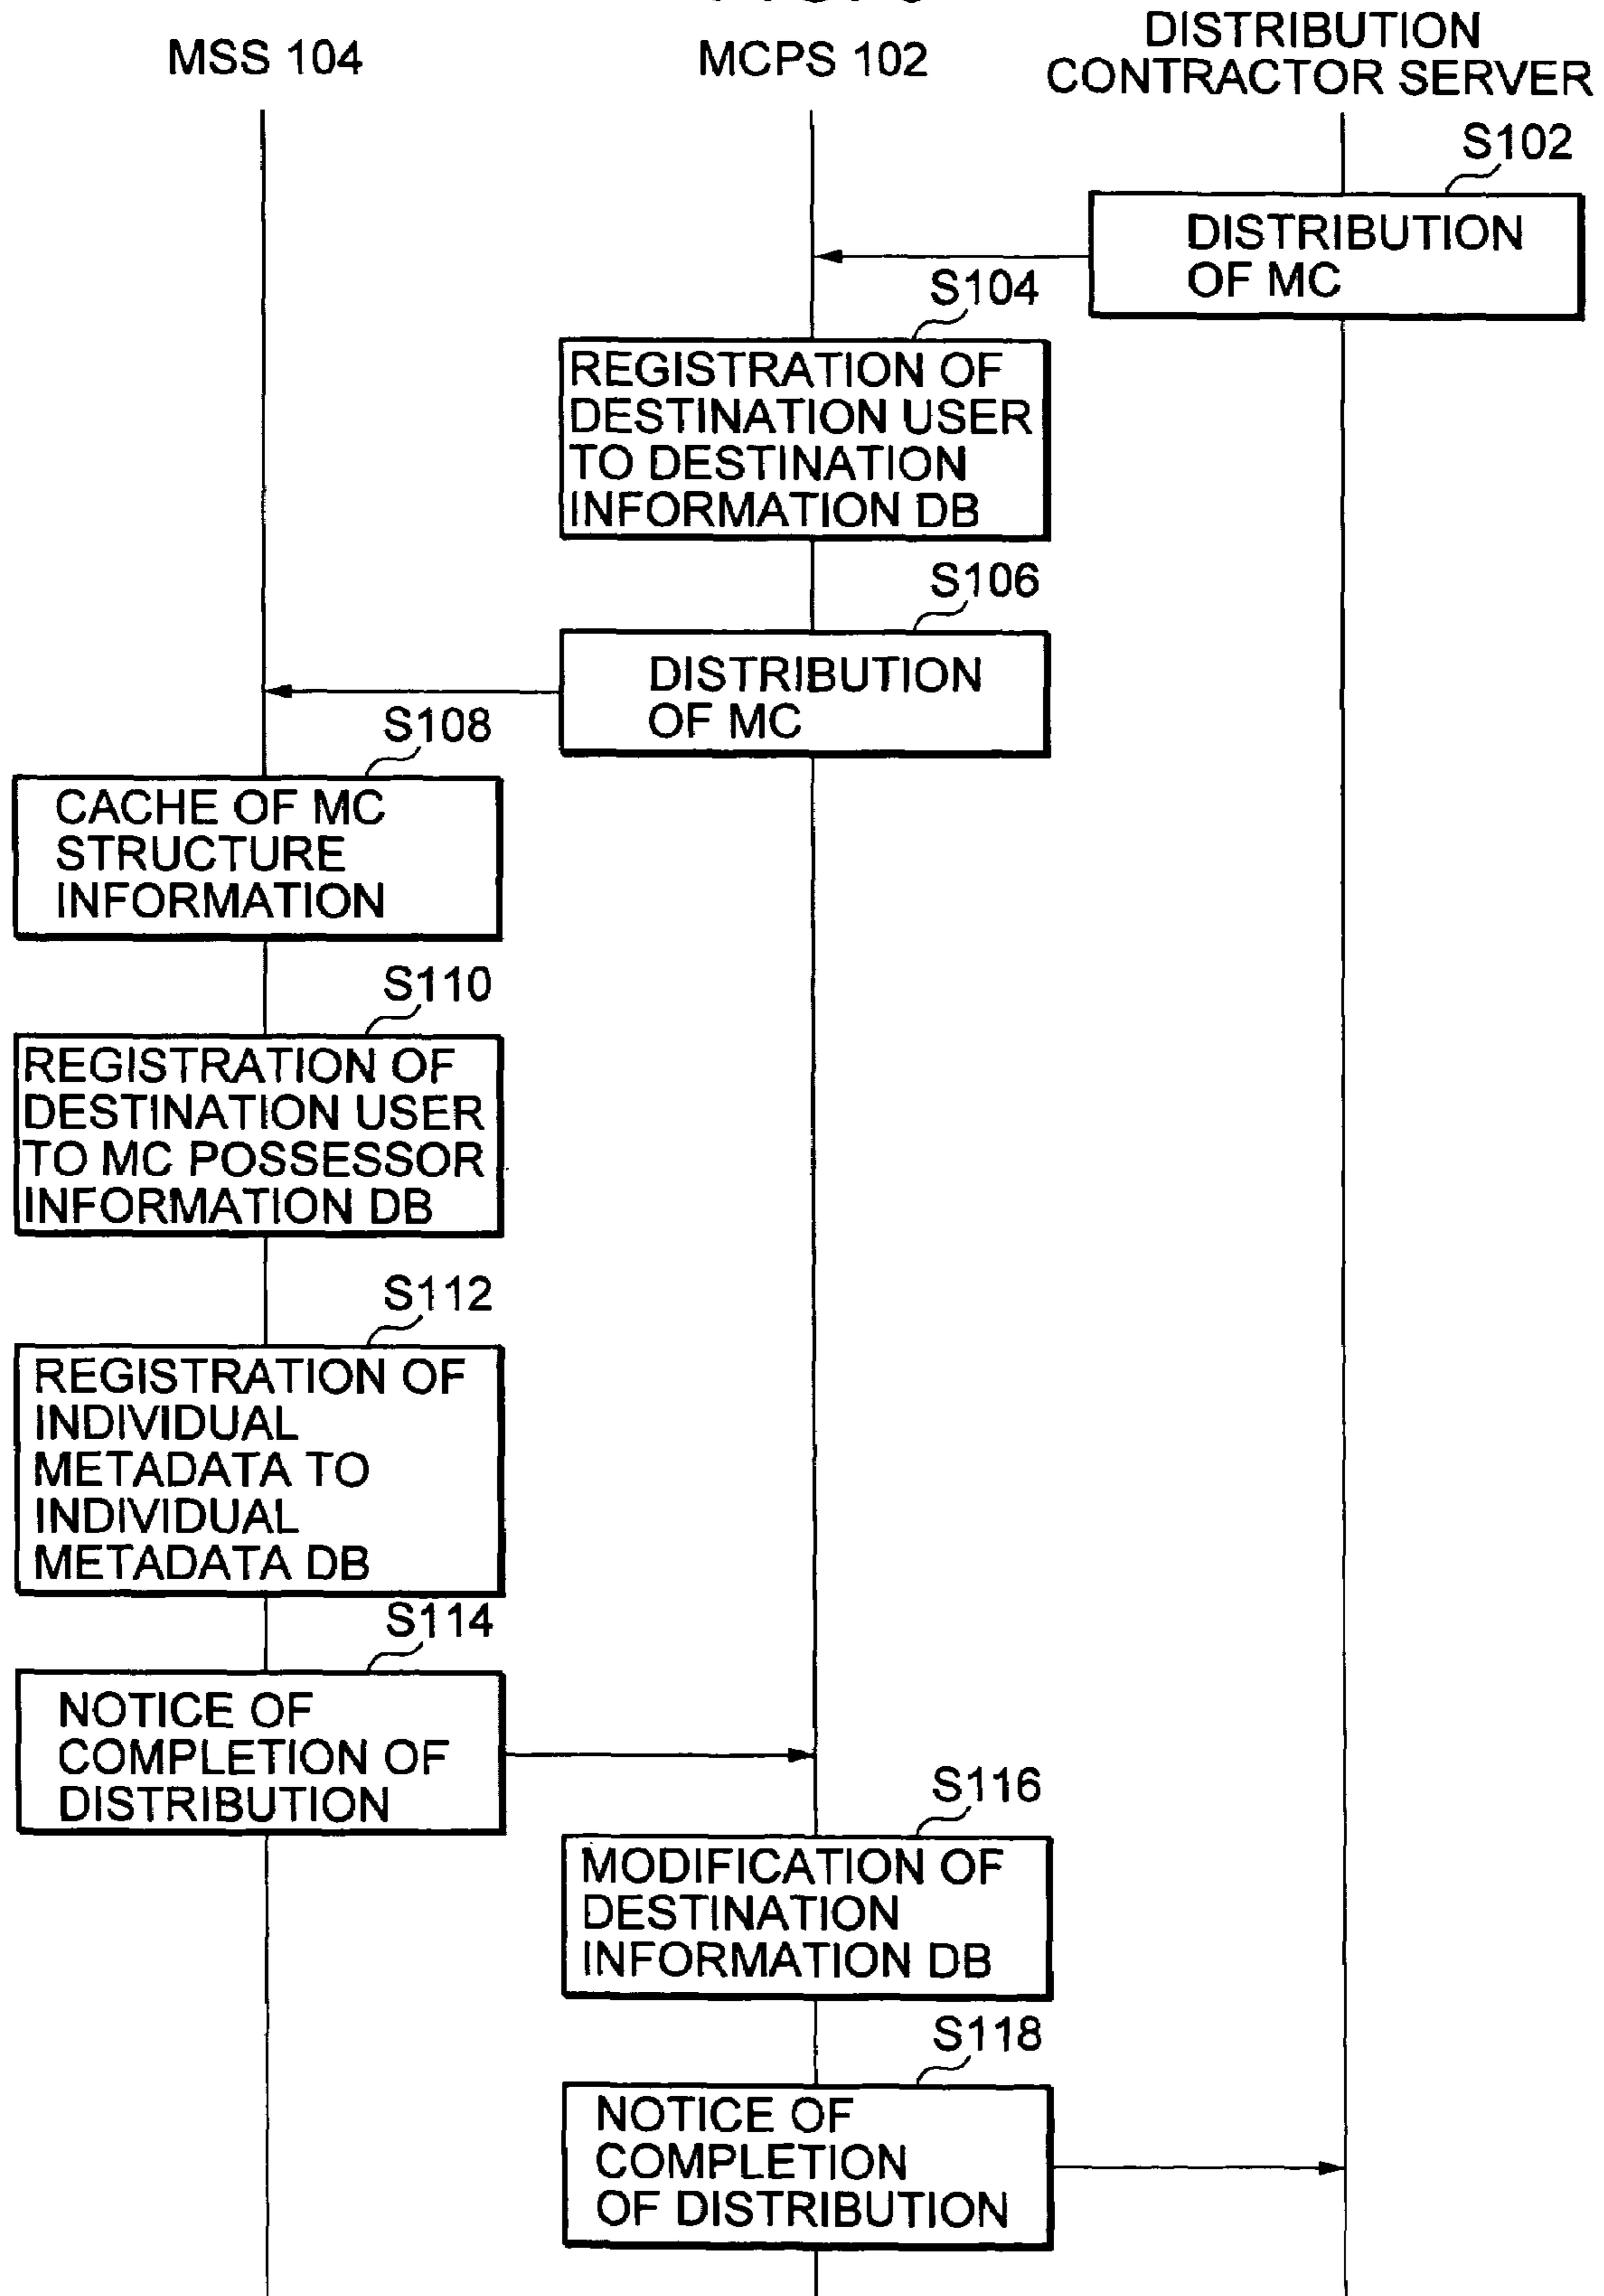 MSS 104
MCPS 102
DISTRIBUTION
CONTRACTOR SERVER
S102
DISTRIBUTION
OF MC
S104
REGISTRATION OF
DESTINATION USER
TO DESTINATION
INFORMATION DB
S106
DISTRIBUTION
OF MC
S108
CACHE OF MC
STRUCTURE
INFORMATION
S110
REGISTRATION OF
DESTINATION USER
TO MC POSSESSOR
INFORMATION DB
S112
REGISTRATION OF
INDIVIDUAL
METADATA TO
INDIVIDUAL
METADATA DB
S114
NOTICE OF
COMPLETION OF
DISTRIBUTION
S116
MODIFICATION OF
DESTINATION
INFORMATION DB
S118
NOTICE OF
COMPLETION
OF DISTRIBUTION